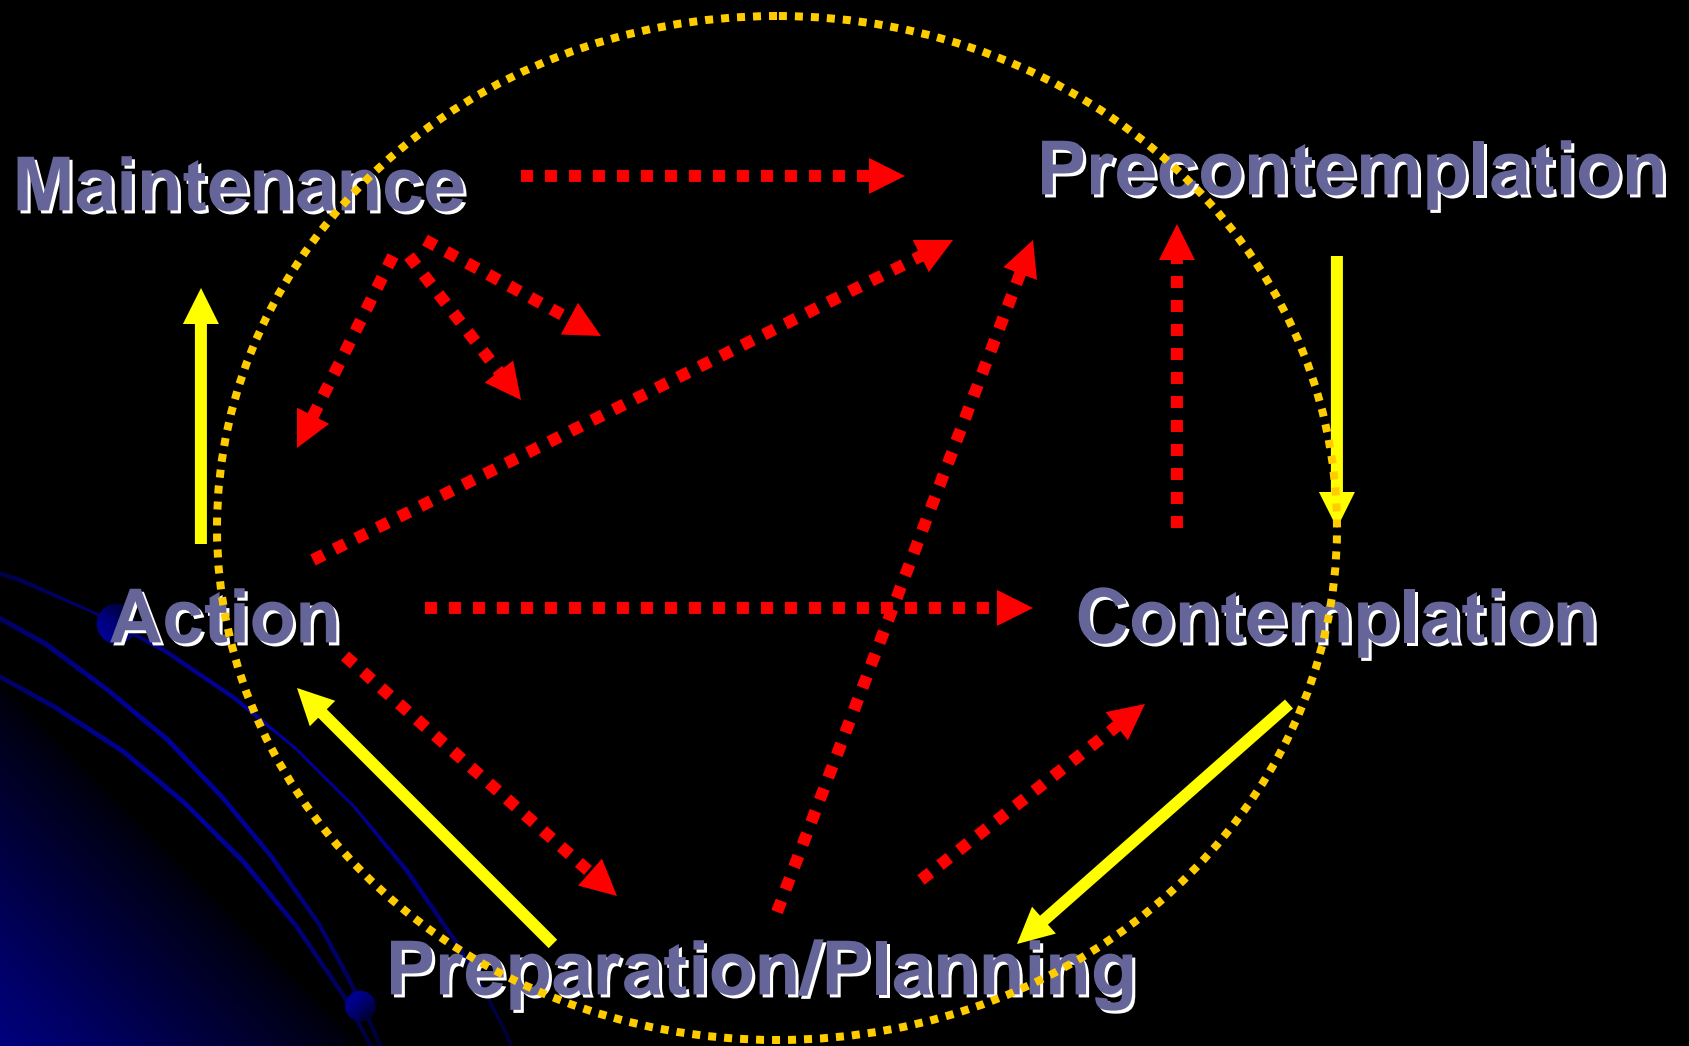 Maintenance
Precontemplation
Action
Contemplation
Preparation/Planning